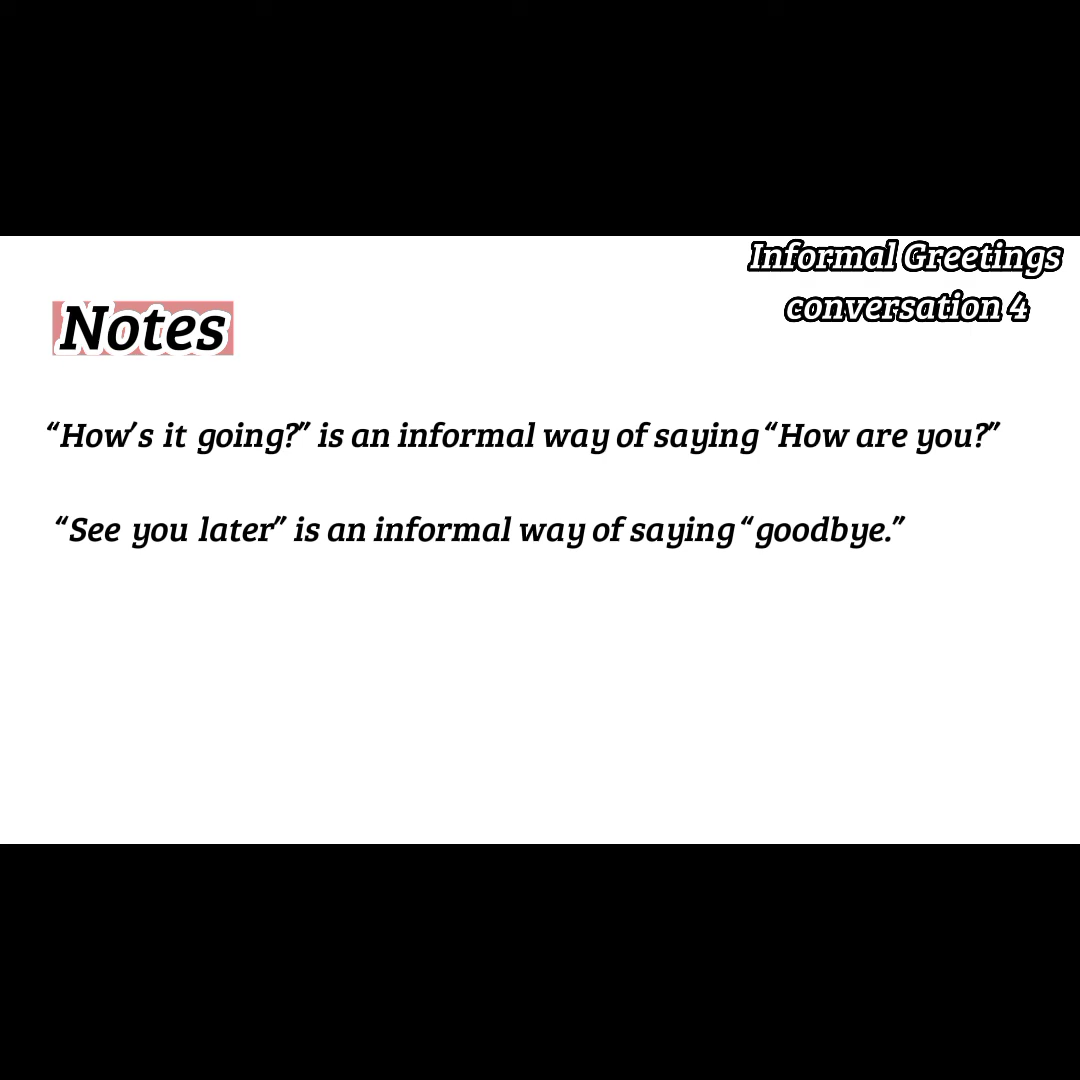 Informal Greetings
conversation 4
Notes
“How’s it going?” is an informal way of saying “How are you?”
“See you later” is an informal way of saying “goodbye.”